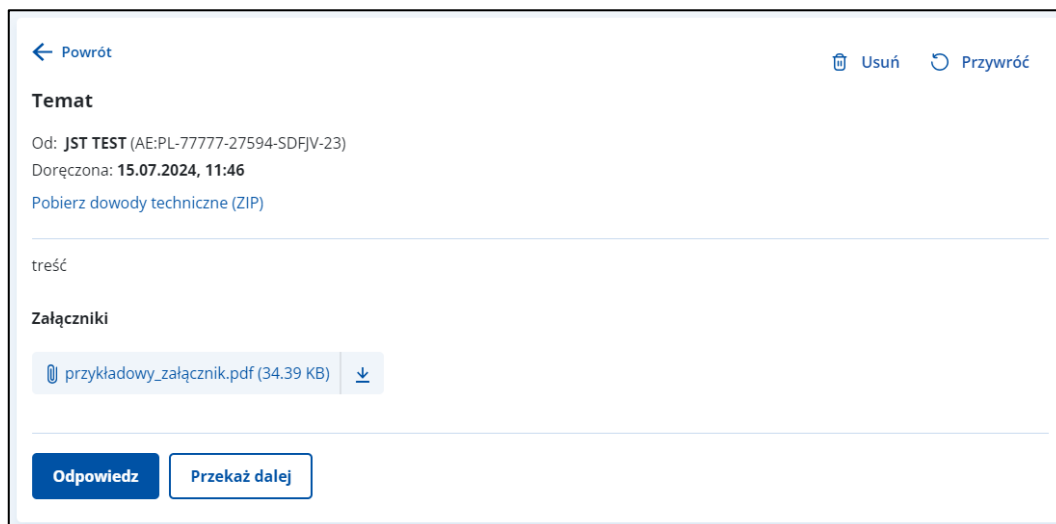 Powrót
Usuń Przywróć
Temat
Od: JST TEST (AE:PL-77777-27594-SDFJV-23)
Doręczona: 15.07.2024, 11:46
Pobierz dowody techniczne (ZIP)
treść
Załączniki
przykładowy_załącznik.pdf (34.39 KB)
Odpowiedz Przekaż dalej